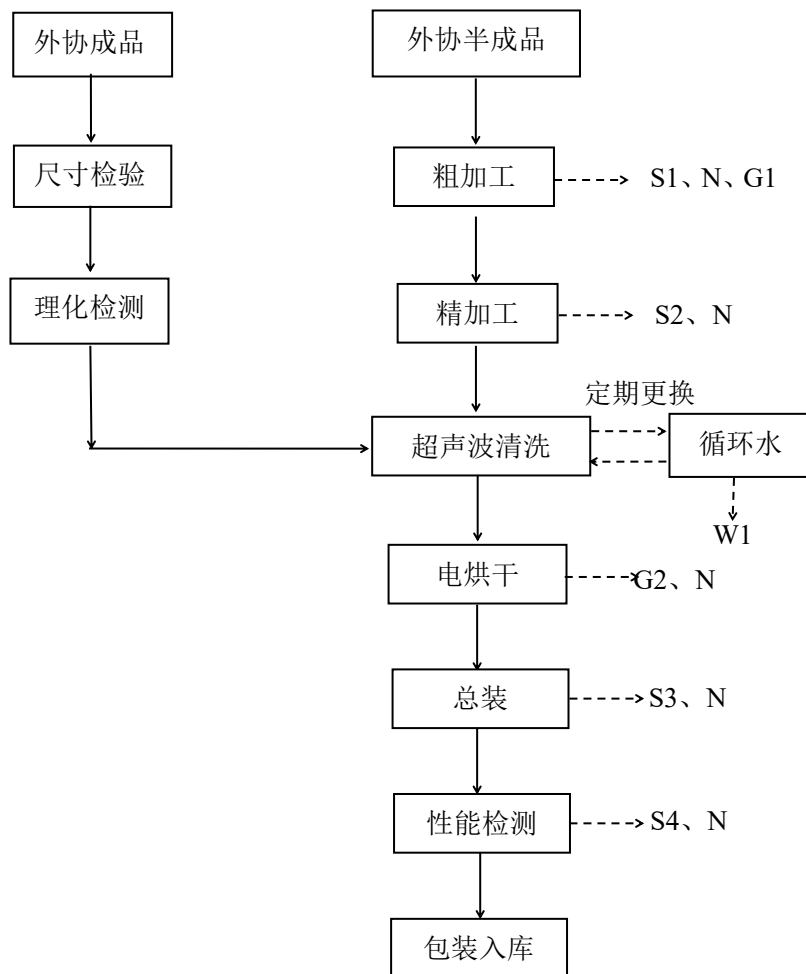 外协成品
外协半成品
尺寸检验
粗加工
S1、N、G1
理化检测
精加工
S2、N
定期更换
超声波清洗
循环水
W1
电烘干
G2、N
总装
S3、N
性能检测
S4、N
包装入库